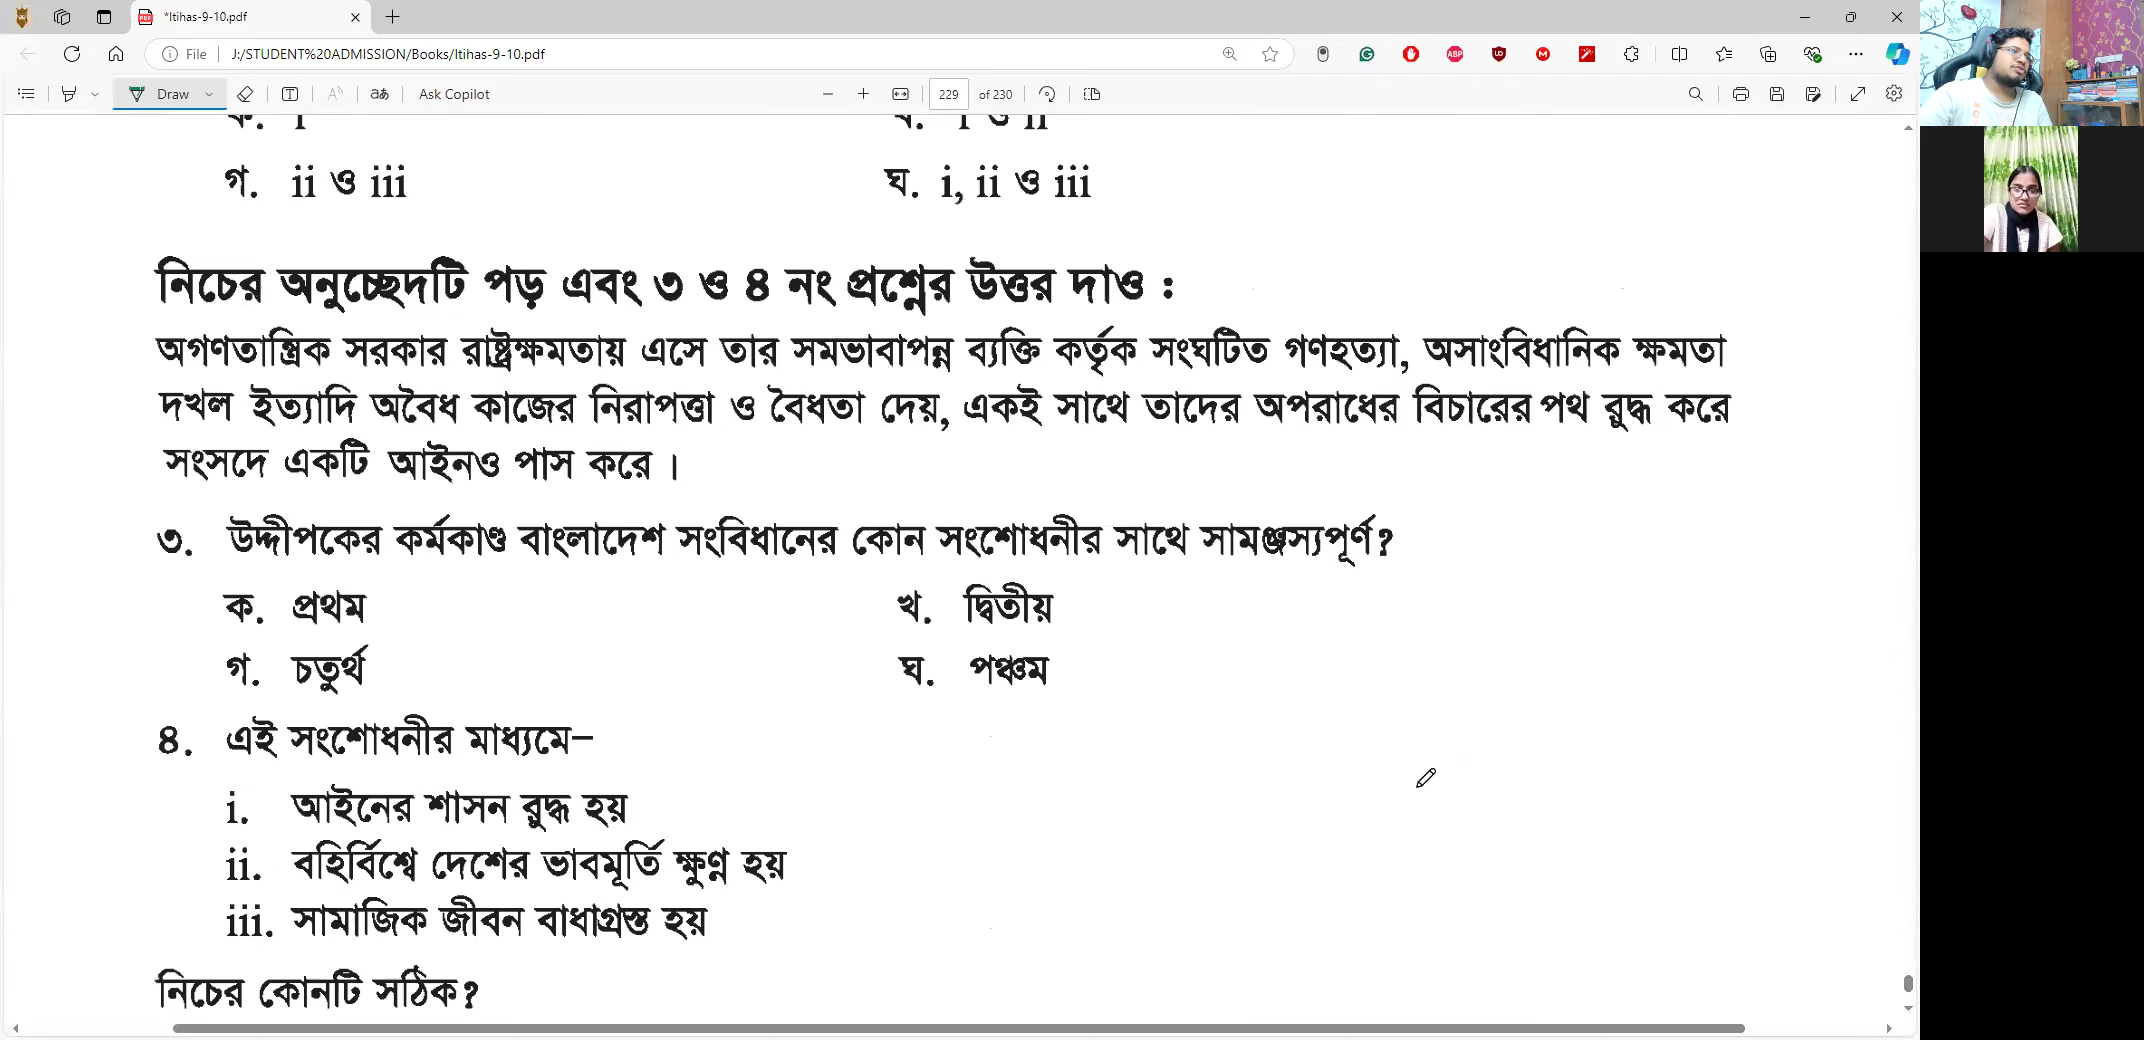 *Itihas-9-10.pdf
File J:/STUDENT%20ADMISSION/Books/Itihas-9-10.pdf
Draw Ask Copilot 229 of 230
গ. ii ও iii ঘ. i, ii ও iii
নিচের অনুচ্ছেদটি পড় এবং ৩ ও ৪ নং প্রশ্নের উত্তর দাও :
অগণতান্ত্রিক সরকার রাষ্ট্রক্ষমতায় এসে তার সমভাবাপন্ন ব্যক্তি কর্তৃক সংঘটিত গণহত্যা, অসাংবিধানিক ক্ষমতা
দখল ইত্যাদি অবৈধ কাজের নিরাপত্তা ও বৈধতা দেয়, একই সাথে তাদের অপরাধের বিচারের পথ রুদ্ধ করে
সংসদে একটি আইনও পাস করে।
৩. উদ্দীপকের কর্মকাণ্ড বাংলাদেশ সংবিধানের কোন সংশোধনীর সাথে সামঞ্জস্যপূর্ণ?
ক. প্রথম খ. দ্বিতীয়
গ. চতুর্থ ঘ. পঞ্চম
৪. এই সংশোধনীর মাধ্যমে–
i. আইনের শাসন রুদ্ধ হয়
ii. বহির্বিশ্বে দেশের ভাবমূর্তি ক্ষুণ্ন হয়
iii. সামাজিক জীবন বাধাগ্রস্ত হয়
নিচের কোনটি সঠিক?